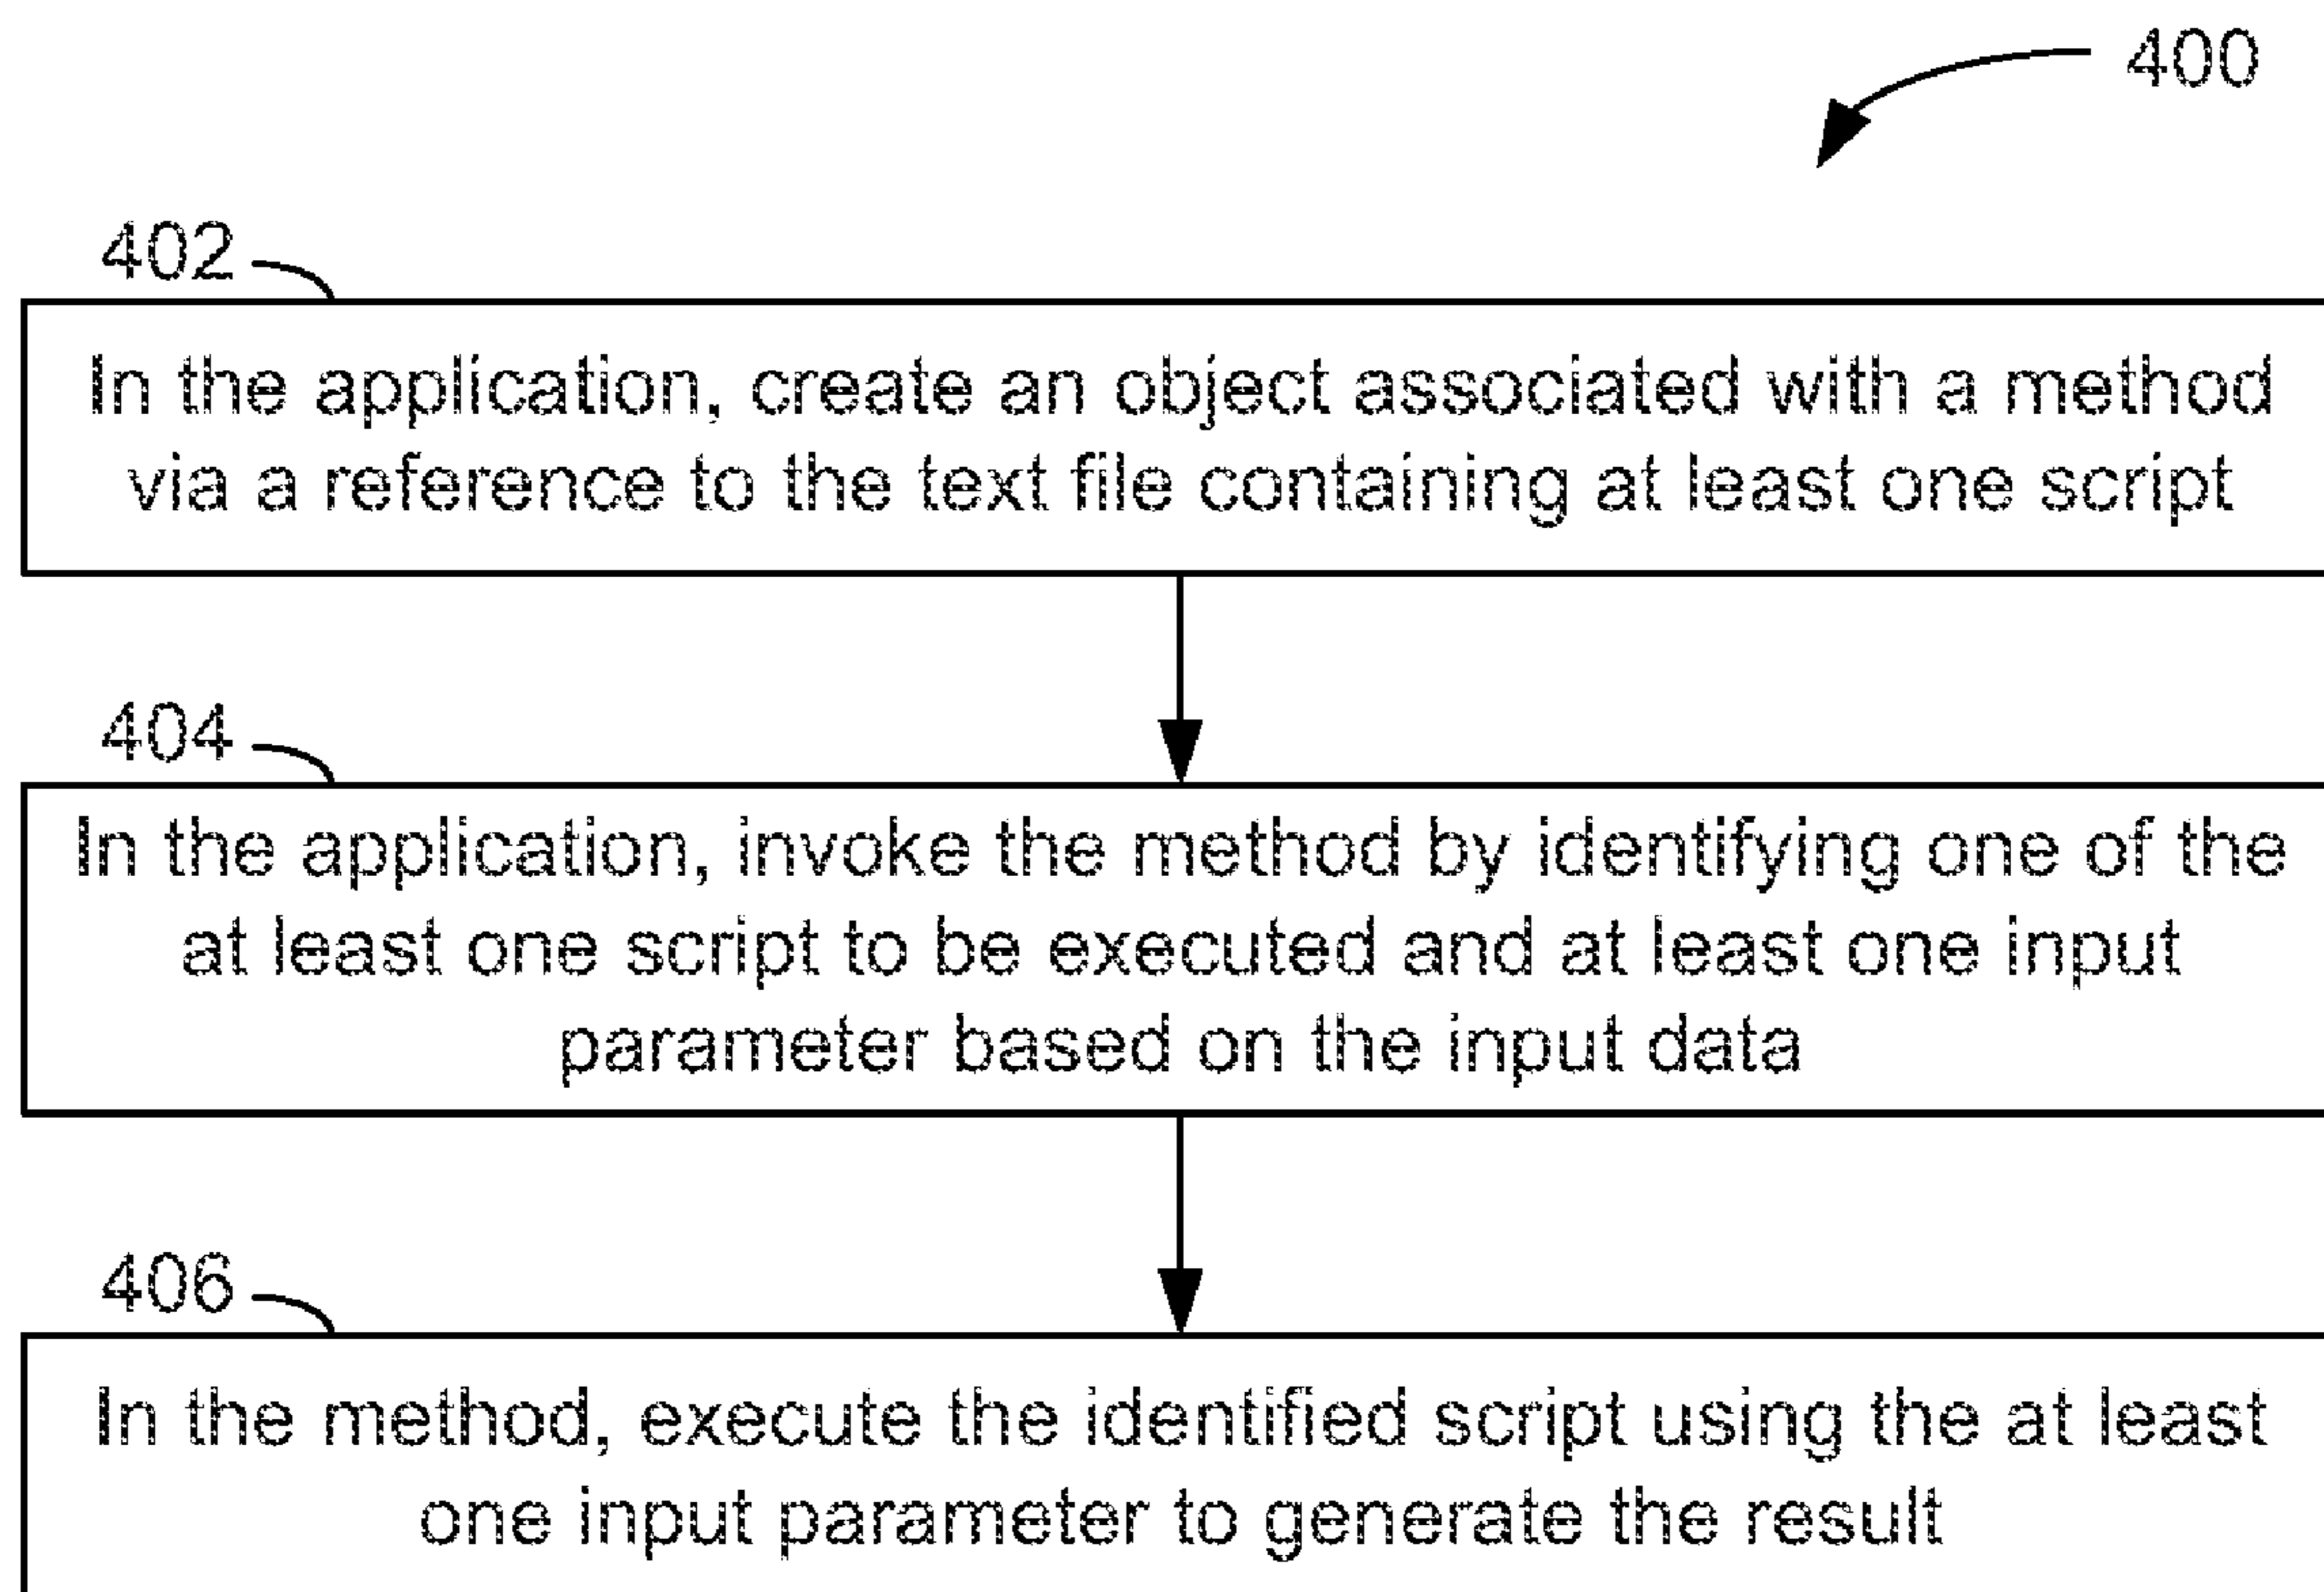 400
402
In the application, create an object associated with a method
via a reference to the text file containing at least one script
404
In the application, invoke the method by identifying one of the
at least one script to be executed and at least one input
parameter based on the input data
406
In the method, execute the identified script using the at least
one input parameter to generate the result